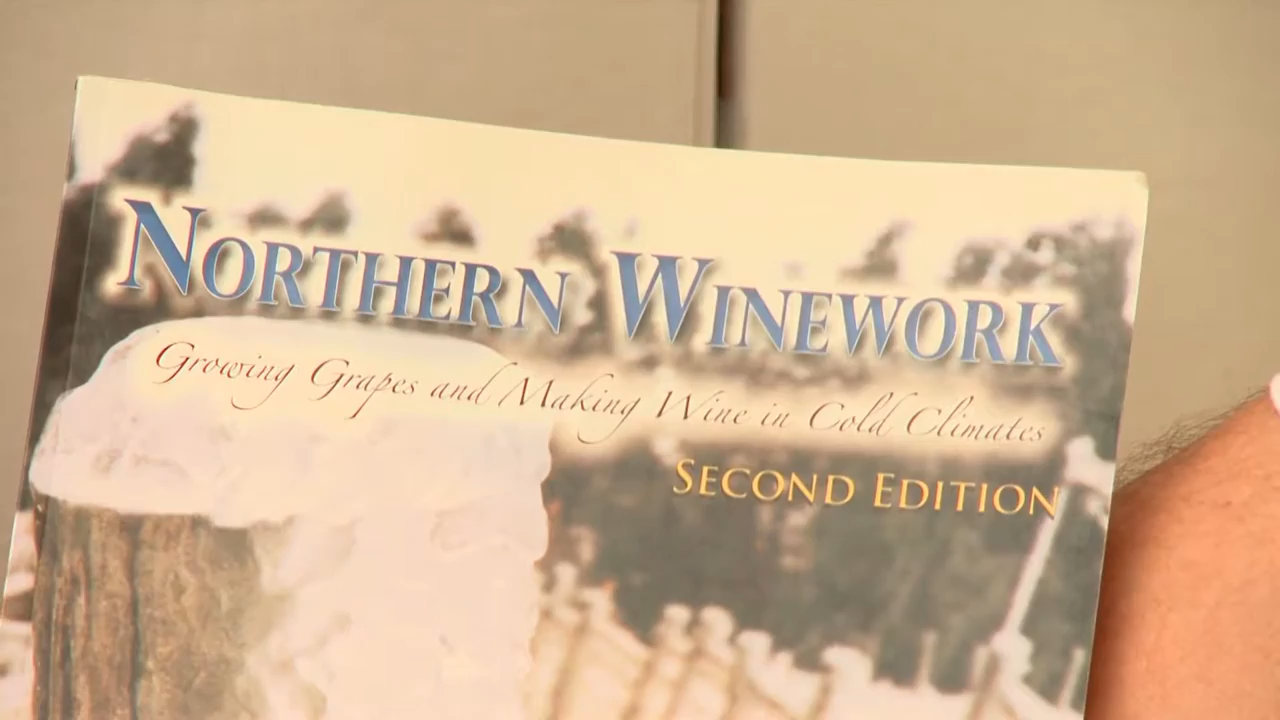 NORTHERN WINEWORK
Growing Grapes and Making Wine in Cold Climates
SECOND EDITION